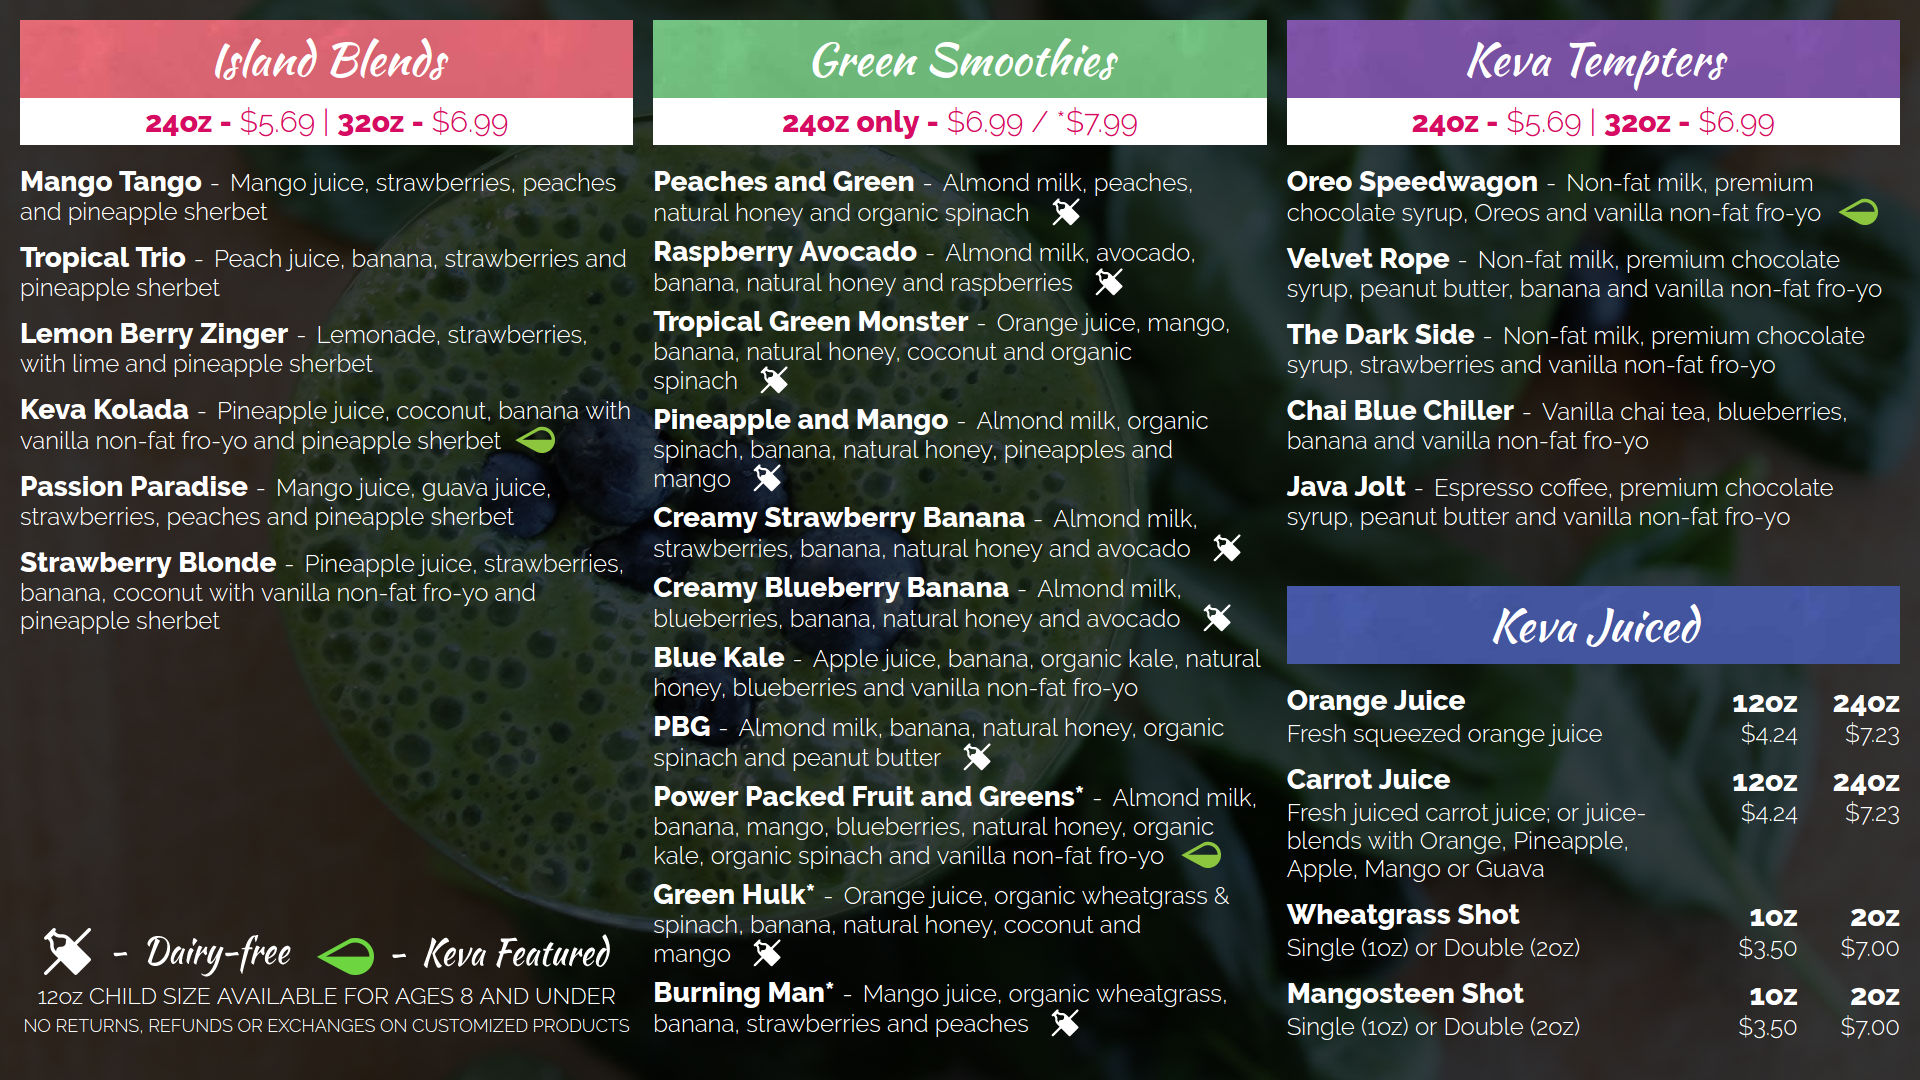 Island Blends
24oz - $5.69 | 32oz - $6.99
Mango Tango - Mango juice, strawberries, peaches
and pineapple sherbet
Tropical Trio - Peach juice, banana, strawberries and
pineapple sherbet
Lemon Berry Zinger - Lemonade, strawberries,
with lime and pineapple sherbet
Keva Kolada - Pineapple juice, coconut, banana with
vanilla non-fat fro-yo and pineapple sherbet
Passion Paradise - Mango juice, guava juice,
strawberries, peaches and pineapple sherbet
Strawberry Blonde - Pineapple juice, strawberries,
banana, coconut with vanilla non-fat fro-yo and
pineapple sherbet
- Dairy-free - Keva Featured
12oz CHILD SIZE AVAILABLE FOR AGES 8 AND UNDER
NO RETURNS, REFUNDS OR EXCHANGES ON CUSTOMIZED PRODUCTS
Green Smoothies
24oz only - $6.99 / *$7.99
Peaches and Green - Almond milk, peaches,
natural honey and organic spinach
Raspberry Avocado - Almond milk, avocado,
banana, natural honey and raspberries
Tropical Green Monster - Orange juice, mango,
banana, natural honey, coconut and organic
spinach
Pineapple and Mango - Almond milk, organic
spinach, banana, natural honey, pineapples and
mango
Creamy Strawberry Banana - Almond milk,
strawberries, banana, natural honey and avocado
Creamy Blueberry Banana - Almond milk,
blueberries, banana, natural honey and avocado
Blue Kale - Apple juice, banana, organic kale, natural
honey, blueberries and vanilla non-fat fro-yo
PBG - Almond milk, banana, natural honey, organic
spinach and peanut butter
Power Packed Fruit and Greens* - Almond milk,
banana, mango, blueberries, natural honey, organic
kale, organic spinach and vanilla non-fat fro-yo
Green Hulk* - Orange juice, organic wheatgrass &
spinach, banana, natural honey, coconut and
mango
Burning Man* - Mango juice, organic wheatgrass,
banana, strawberries and peaches
Keva Tempters
24oz - $5.69 | 32oz - $6.99
Oreo Speedwagon - Non-fat milk, premium
chocolate syrup, Oreos and vanilla non-fat fro-yo
Velvet Rope - Non-fat milk, premium chocolate
syrup, peanut butter, banana and vanilla non-fat fro-yo
The Dark Side - Non-fat milk, premium chocolate
syrup, strawberries and vanilla non-fat fro-yo
Chai Blue Chiller - Vanilla chai tea, blueberries,
banana and vanilla non-fat fro-yo
Java Jolt - Espresso coffee, premium chocolate
syrup, peanut butter and vanilla non-fat fro-yo
Keva Juiced
Orange Juice 12oz 24oz
Fresh squeezed orange juice $4.24 $7.23
Carrot Juice 12oz 24oz
Fresh juiced carrot juice; or juice- $4.24 $7.23
blends with Orange, Pineapple,
Apple, Mango or Guava
Wheatgrass Shot 1oz 2oz
Single (1oz) or Double (2oz) $3.50 $7.00
Mangosteen Shot 1oz 2oz
Single (1oz) or Double (2oz) $3.50 $7.00